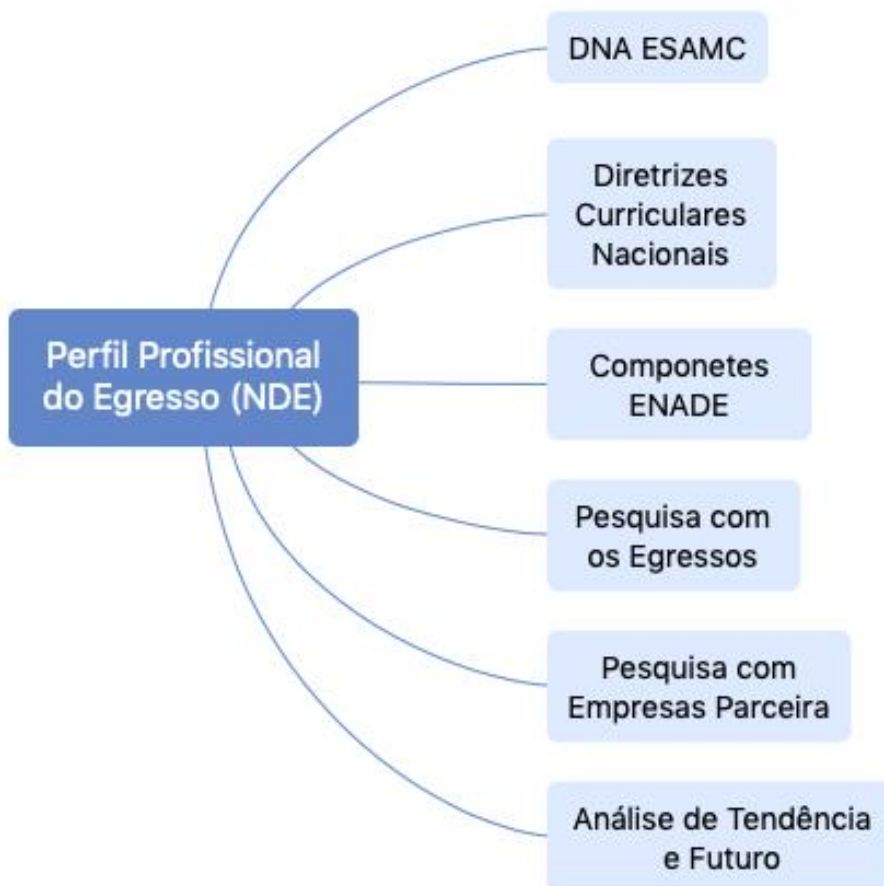 DNA ESAMC
Diretrizes
Curriculares
Nacionais
Perfil Profissional
do Egresso (NDE)
Componetes
ENADE
Pesquisa com
os Egressos
Pesquisa com
Empresas Parceira
Análise de Tendência
e Futuro